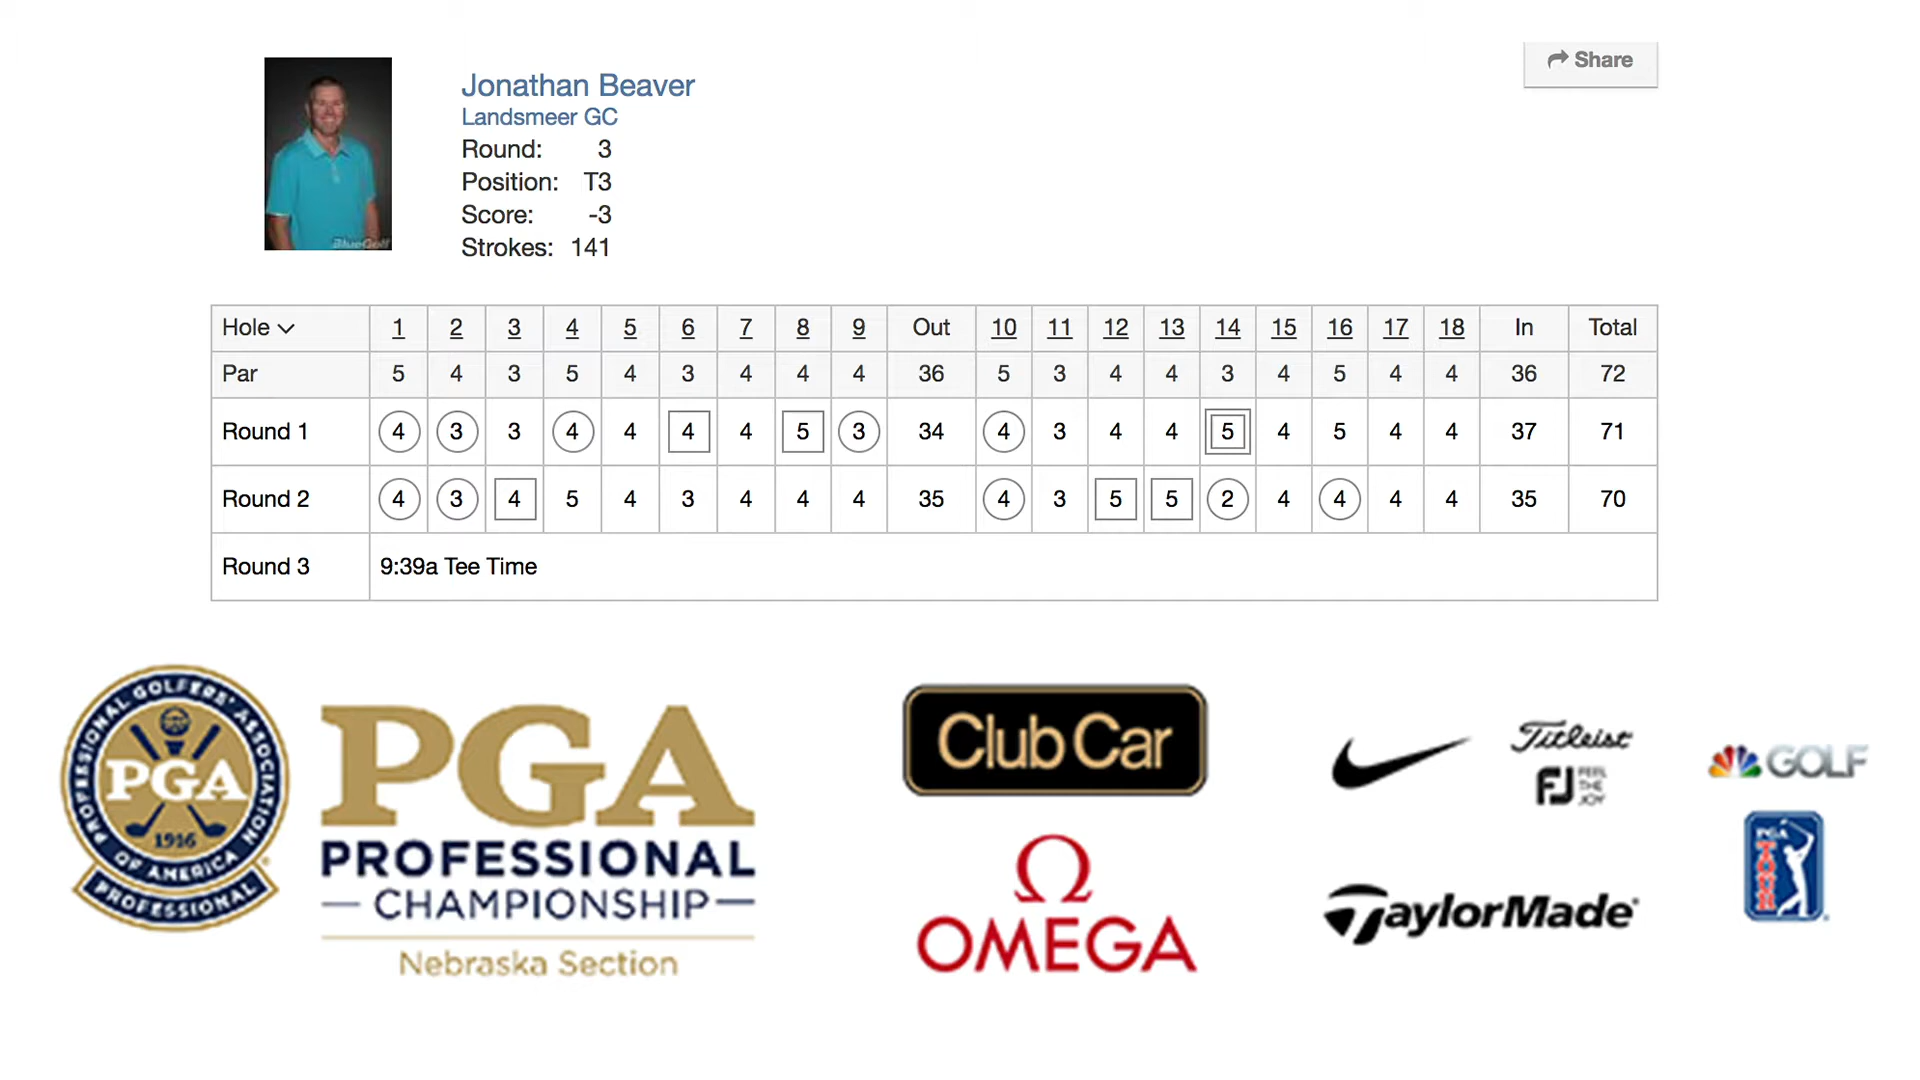 Share
Jonathan Beaver
Landsmeer GC
Round: 3
Position: T3
Score: -3
Strokes: 141
BlueGolf
Hole 1 2 3 4 5 6 7 8 9 Out 10 11 12 13 14 15 16 17 18 In Total
Par 5 4 3 5 4 3 4 4 4 36 5 3 4 4 3 4 5 4 4 36 72
Round 1 4 3 3 4 4 4 4 5 3 34 4 3 4 4 5 4 5 4 4 37 71
Round 2 4 3 4 5 4 3 4 4 4 35 4 3 5 5 2 4 4 4 4 35 70
Round 3 9:39a Tee Time
PROFESSIONAL GOLFERS' ASSOCIATION OF AMERICA
PGA
1916
PROFESSIONAL
PGA
PROFESSIONAL
CHAMPIONSHIP
Nebraska Section
Club Car
Ω
OMEGA
Titleist
FJ FEEL THE JOY
TaylorMade
GOLF
PGA TOUR